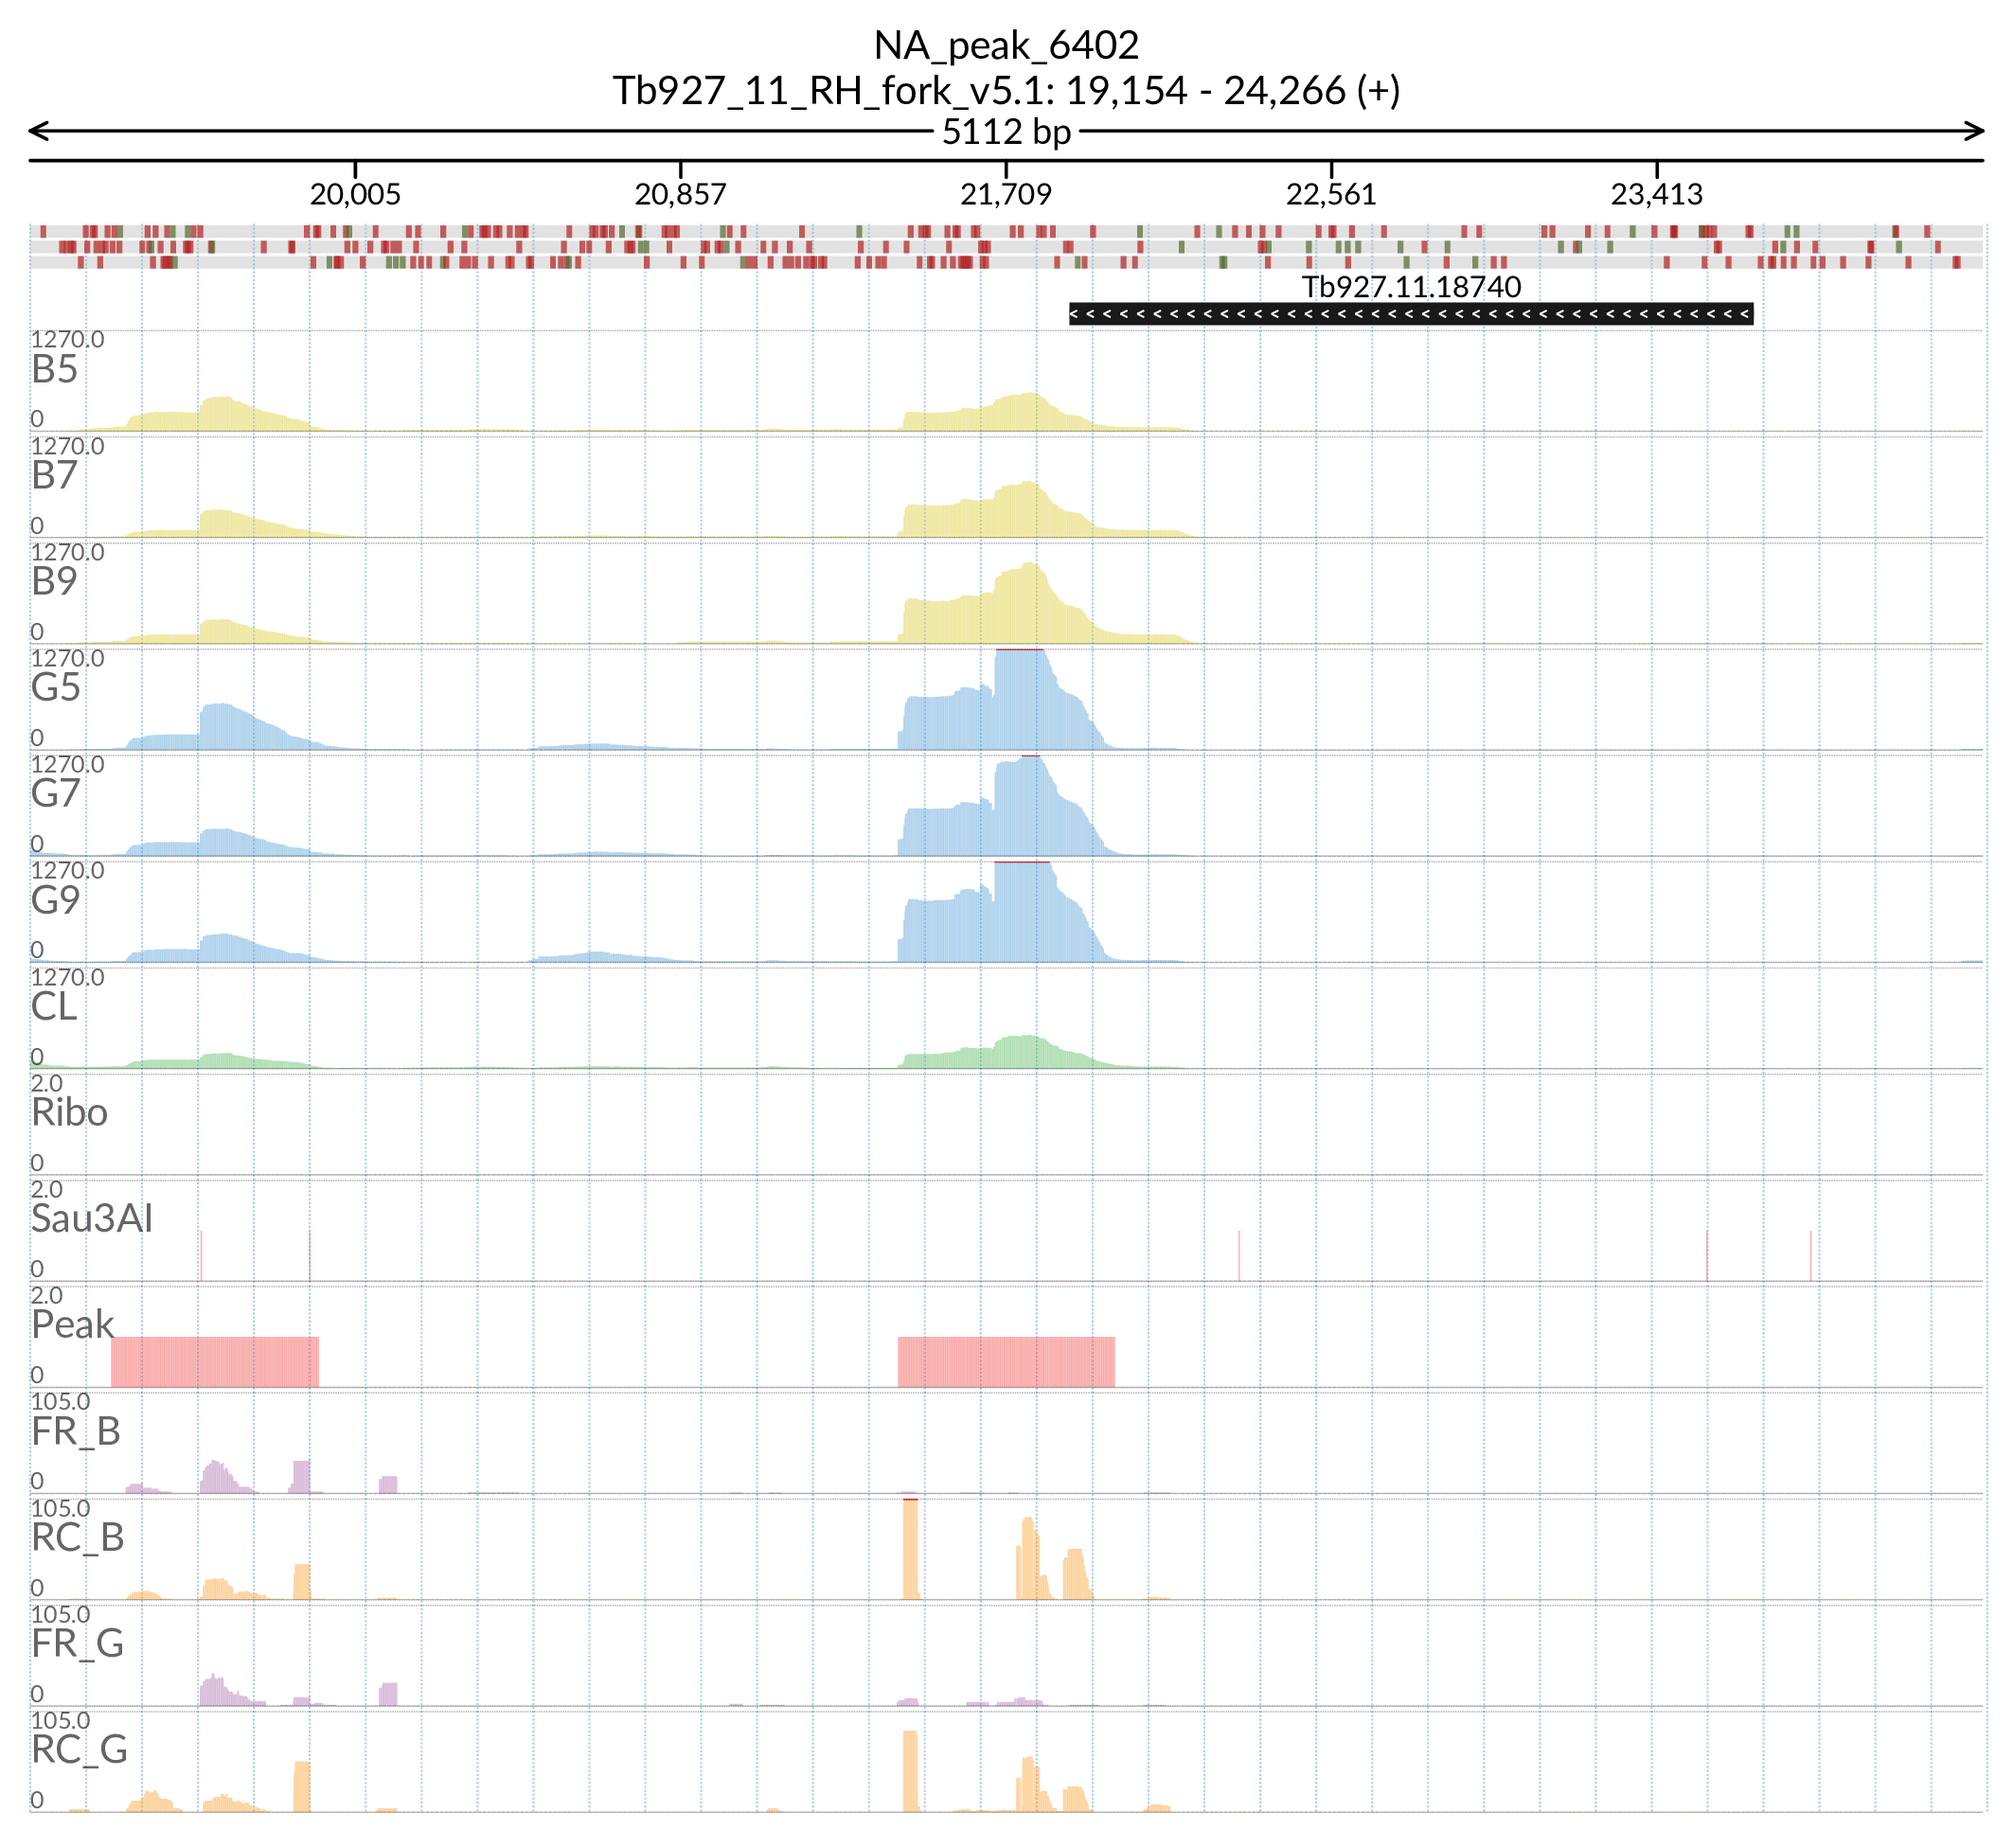 NA_peak_6402
Tb927_11_RH_fork_v5.1: 19,154 - 24,266 (+)
5112 bp
20,005 20,857 21,709 22,561 23,413
Tb927.11.18740
1270.0
B5
0
1270.0
B7
0
1270.0
B9
0
1270.0
G5
0
1270.0
G7
0
1270.0
G9
0
1270.0
CL
0
2.0
Ribo
0
2.0
Sau3AI
0
2.0
Peak
0
105.0
FR_B
0
105.0
RC_B
0
105.0
FR_G
0
105.0
RC_G
0